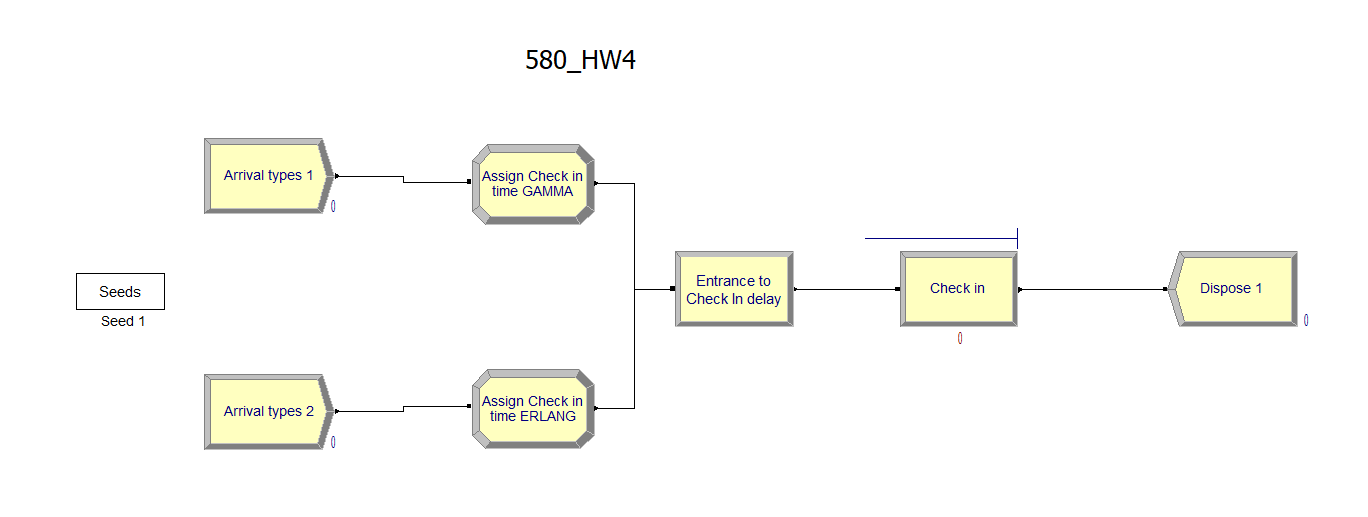 580_HW4
Arrival types 1
0
Assign Check in
time GAMMA
Seeds
Seed 1
Entrance to
Check In delay
Check in
0
Dispose 1
0
Arrival types 2
0
Assign Check in
time ERLANG